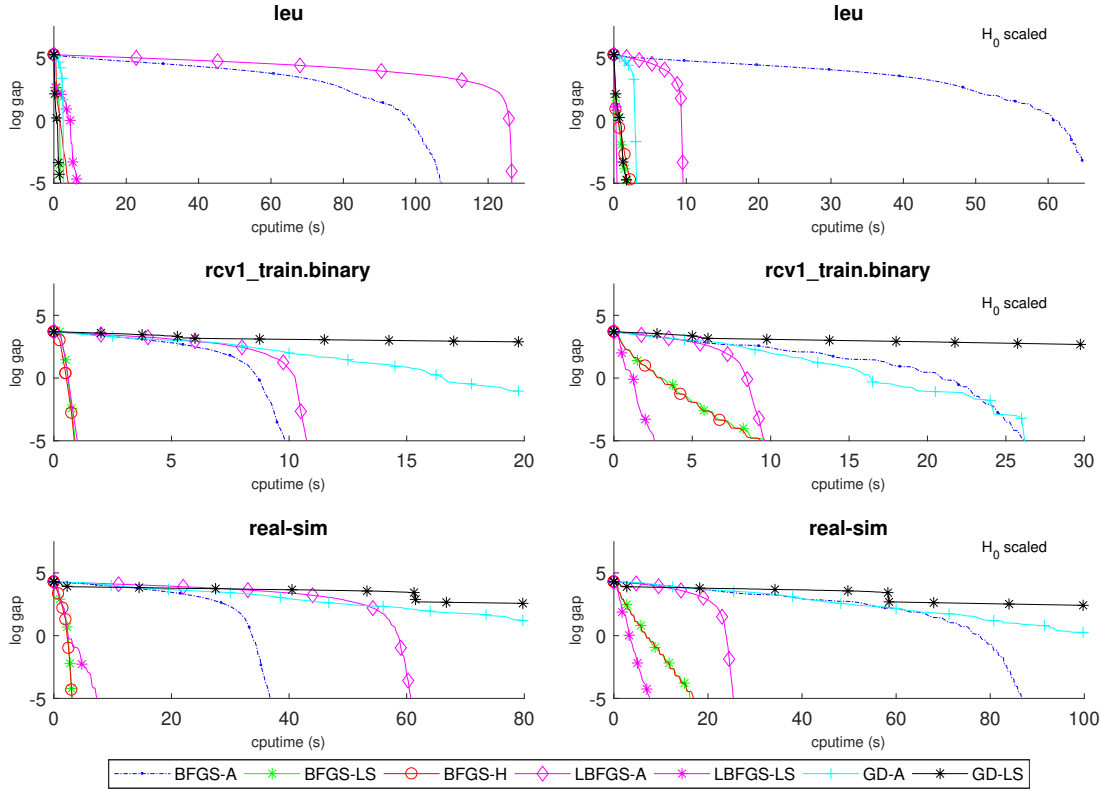 leu
5
0
-5
log gap
0 20 40 60 80 100 120
cputime (s)
leu
H0 scaled
5
0
-5
log gap
0 10 20 30 40 50 60
cputime (s)
rcv1_train.binary
5
0
-5
log gap
0 5 10 15 20
cputime (s)
rcv1_train.binary
H0 scaled
5
0
-5
log gap
0 5 10 15 20 25 30
cputime (s)
real-sim
5
0
-5
log gap
0 20 40 60 80
cputime (s)
real-sim
H0 scaled
5
0
-5
log gap
0 20 40 60 80 100
cputime (s)
BFGS-A BFGS-LS BFGS-H LBFGS-A LBFGS-LS GD-A GD-LS